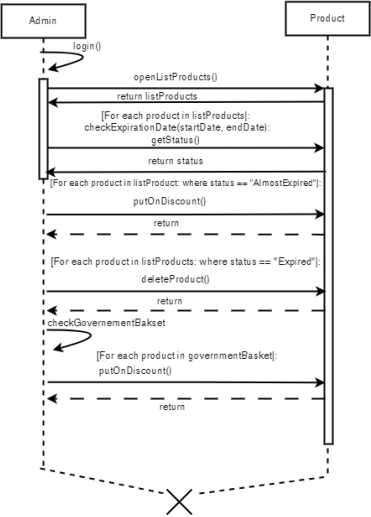 Admin
Product
login()
openListProducts()
return listProducts
[For each product in listProducts]:
checkExpirationDate(startDate, endDate):
getStatus()
return status
[For each product in listProduct: where status == "AlmostExpired"]:
putOnDiscount()
return
[For each product in listProducts: where status == "Expired"]:
deleteProduct()
return
checkGovernementBakset
[For each product in governmentBasket]:
putOnDiscount()
return